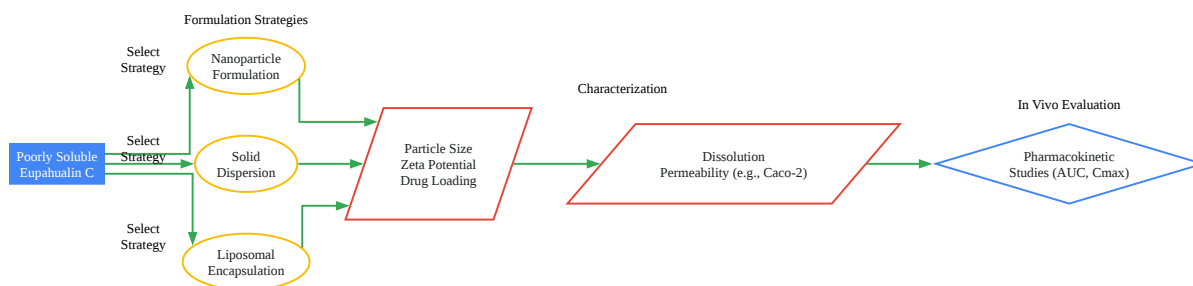 Formulation Strategies
Select
Strategy
Nanoparticle
Formulation
Characterization
In Vivo Evaluation
Select
Strategy
Poorly Soluble
Eupahualin C
Solid
Dispersion
Particle Size
Zeta Potential
Drug Loading
Dissolution
Permeability (e.g., Caco-2)
Pharmacokinetic
Studies (AUC, Cmax)
Select
Strategy
Liposomal
Encapsulation